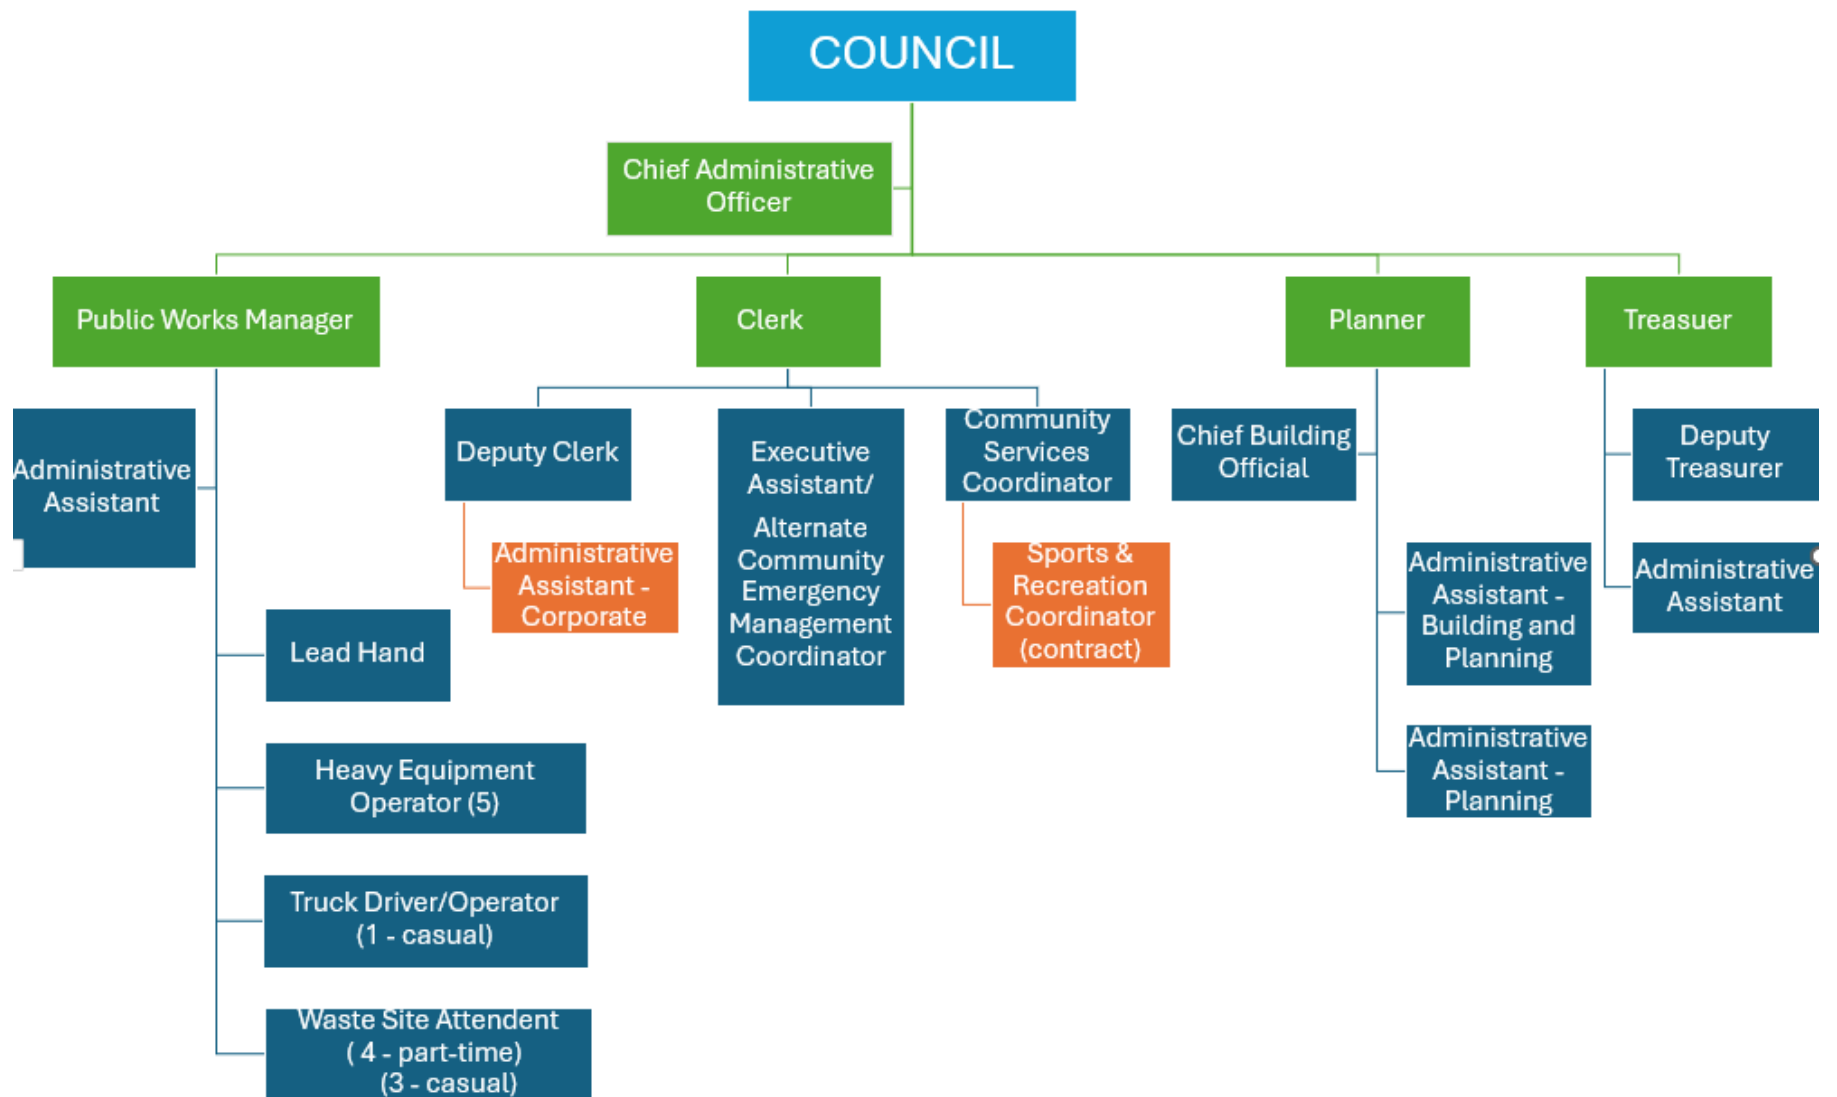 COUNCIL
Chief Administrative
Officer
Public Works Manager
Clerk
Planner
Treasuer
Administrative
Assistant
Deputy Clerk
Executive
Assistant/
Alternate
Community
Emergency
Management
Coordinator
Community
Services
Coordinator
Chief Building
Official
Deputy
Treasurer
Administrative
Assistant -
Corporate
Sports &
Recreation
Coordinator
(contract)
Administrative
Assistant -
Building and
Planning
Administrative
Assistant
Lead Hand
Heavy Equipment
Operator (5)
Administrative
Assistant -
Planning
Truck Driver/Operator
(1 - casual)
Waste Site Attendent
( 4 - part-time)
(3 - casual)